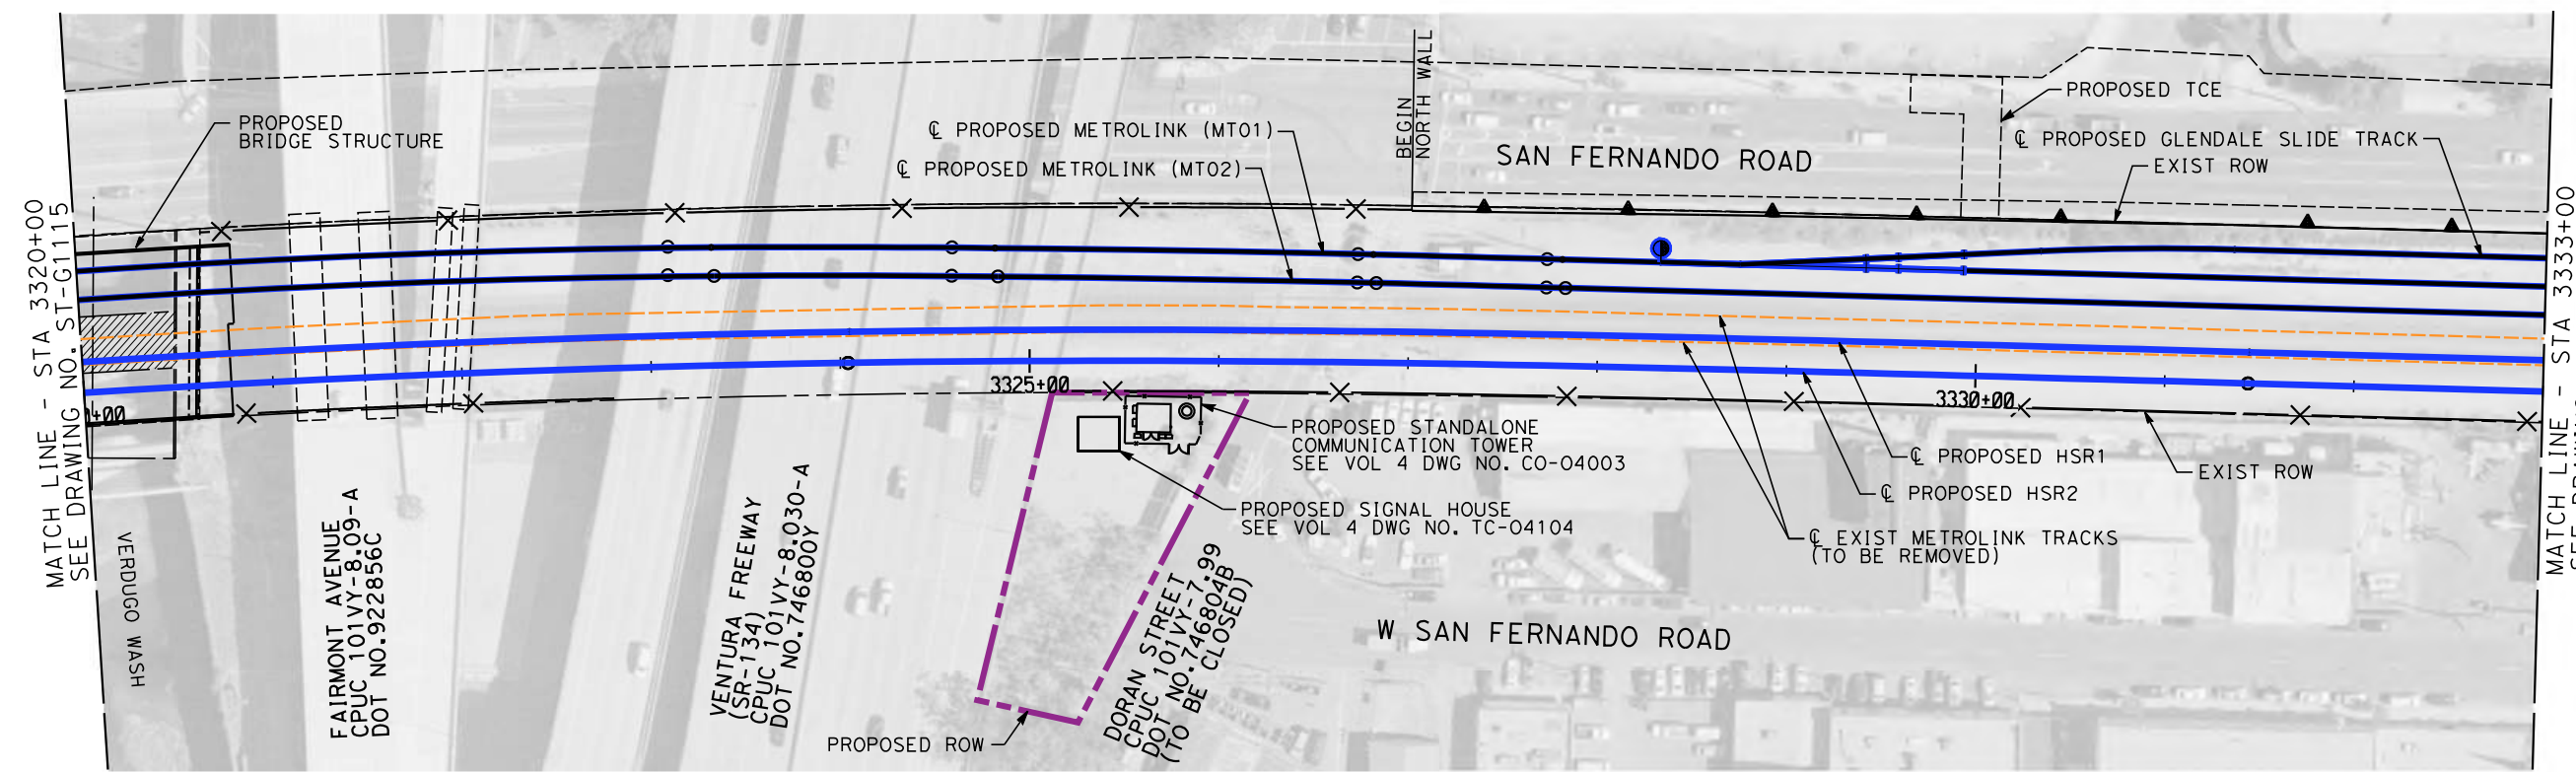 MATCH LINE - STA 3320+00
SEE DRAWING NO. ST-G1115
PROPOSED
BRIDGE STRUCTURE
℄ PROPOSED METROLINK (MT01)
℄ PROPOSED METROLINK (MT02)
BEGIN
NORTH WALL
SAN FERNANDO ROAD
PROPOSED TCE
℄ PROPOSED GLENDALE SLIDE TRACK
EXIST ROW
3325+00
3330+00
+00
PROPOSED STANDALONE
COMMUNICATION TOWER
SEE VOL 4 DWG NO. CO-04003
PROPOSED SIGNAL HOUSE
SEE VOL 4 DWG NO. TC-04104
℄ PROPOSED HSR1
℄ PROPOSED HSR2
EXIST ROW
℄ EXIST METROLINK TRACKS
(TO BE REMOVED)
VERDUGO WASH
FAIRMONT AVENUE
CPUC 101VY-8.09-A
DOT NO.922856C
VENTURA FREEWAY
(SR-134)
CPUC 101VY-8.030-A
DOT NO.746800Y
DORAN STREET
CPUC 101VY-7.99
DOT NO.746804B
(TO BE CLOSED)
W SAN FERNANDO ROAD
PROPOSED ROW
MATCH LINE - STA 3333+00